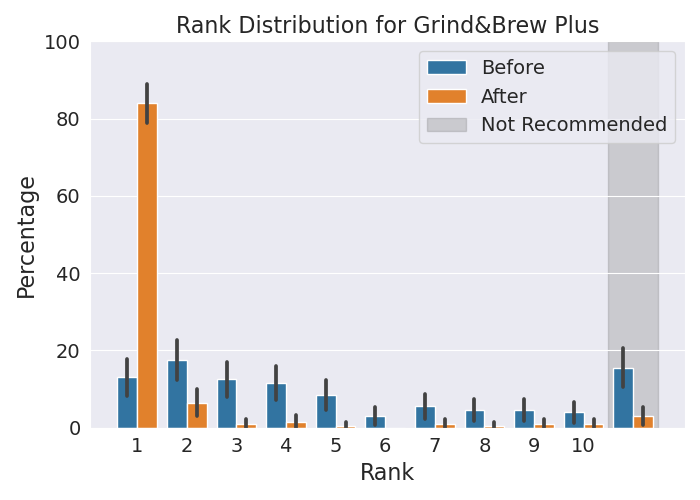 Rank Distribution for Grind&Brew Plus
100
80
60
40
20
0
Percentage
Before
After
Not Recommended
1 2 3 4 5 6 7 8 9 10
Rank